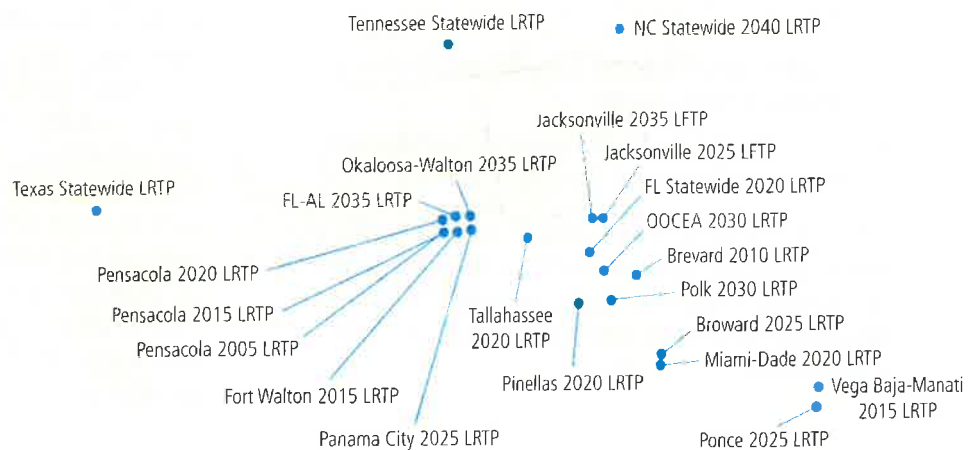 Tennessee Statewide LRTP
NC Statewide 2040 LRTP
Jacksonville 2035 LFTP
Jacksonville 2025 LFTP
Okaloosa-Walton 2035 LRTP
FL Statewide 2020 LRTP
Texas Statewide LRTP
FL-AL 2035 LRTP
OOCEA 2030 LRTP
Brevard 2010 LRTP
Pensacola 2020 LRTP
Polk 2030 LRTP
Pensacola 2015 LRTP
Tallahassee
2020 LRTP
Broward 2025 LRTP
Pensacola 2005 LRTP
Miami-Dade 2020 LRTP
Pinellas 2020 LRTP
Vega Baja-Manati
2015 LRTP
Fort Walton 2015 LRTP
Panama City 2025 LRTP
Ponce 2025 LRTP